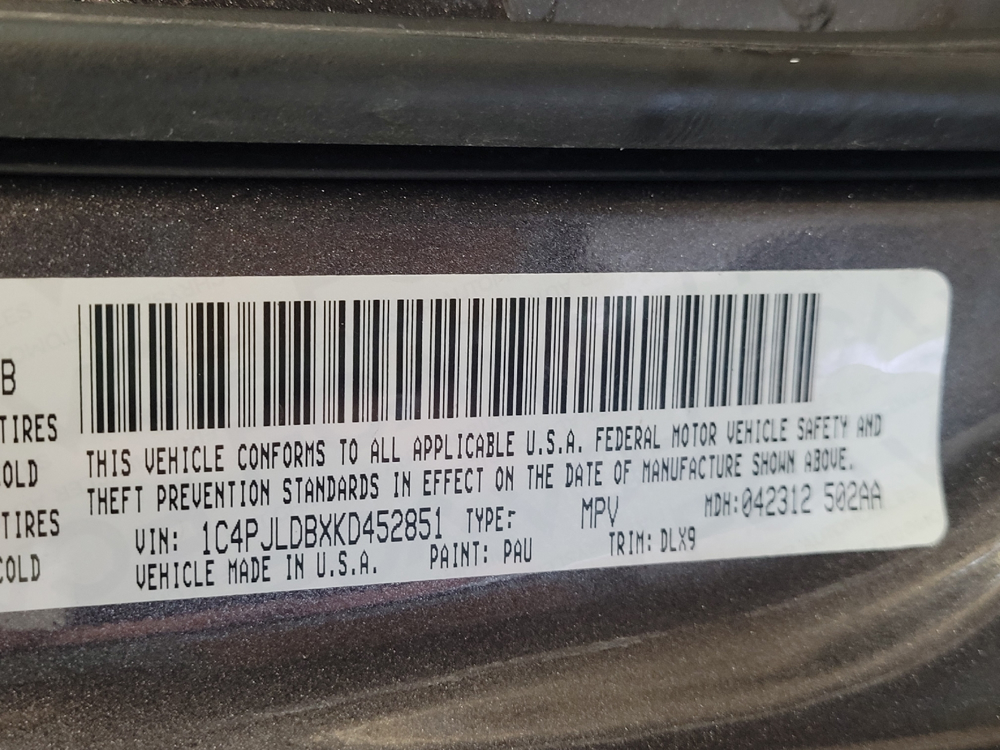 B
TIRES
COLD
TIRES
COLD
THIS VEHICLE CONFORMS TO ALL APPLICABLE U.S.A. FEDERAL MOTOR VEHICLE SAFETY AND
THEFT PREVENTION STANDARDS IN EFFECT ON THE DATE OF MANUFACTURE SHOWN ABOVE.
VIN: 1C4PJLDBXKD452851 TYPE: MPV MDH:042312 502AA
VEHICLE MADE IN U.S.A. PAINT: PAU TRIM: DLX9